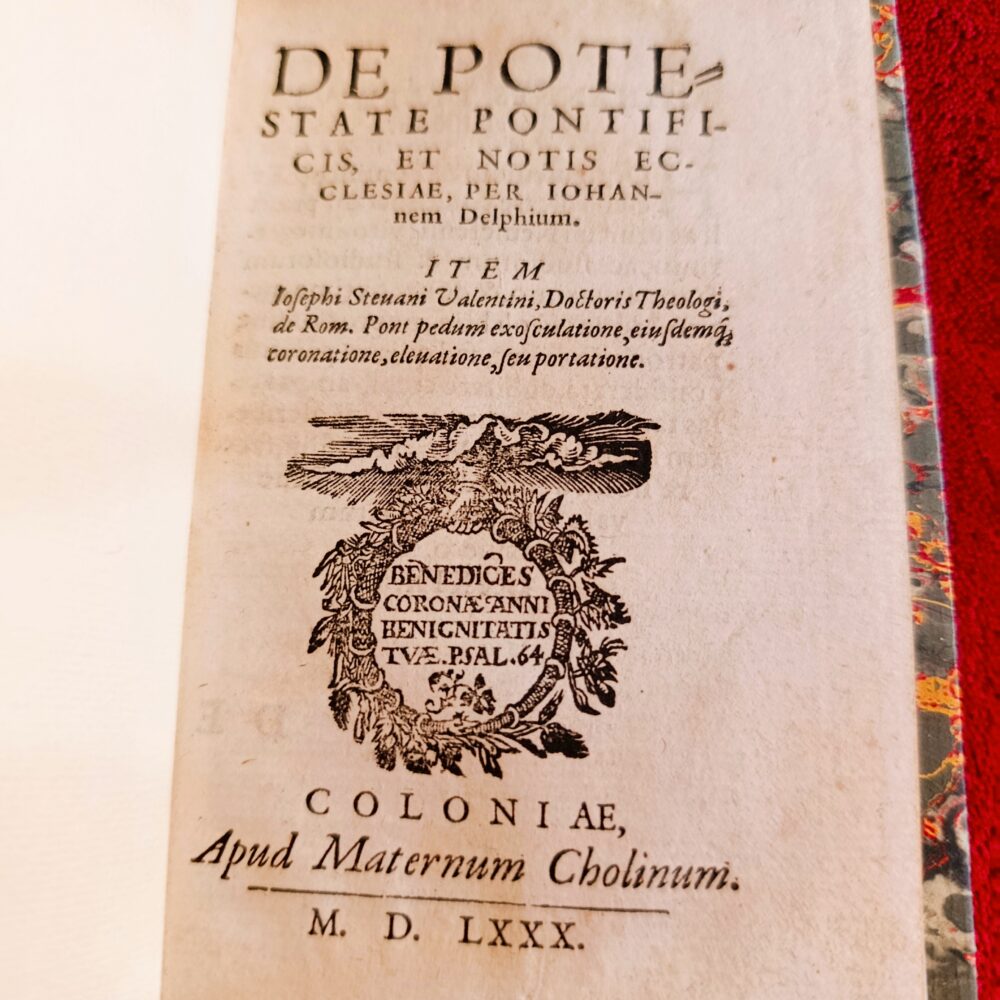 DE POTE=
STATE PONTIFI-
CIS, ET NOTIS EC-
CLESIAE, PER IOHAN-
nem Delphium.
ITEM
Ioſephi Steuani Valentini, Doctoris Theologi,
de Rom. Pont pedum exoſculatione, eiuſdemq́;
coronatione, eleuatione, ſeu portatione.
BENEDICES
CORONÆ ANNI
BENIGNITATIS
TVÆ. PSAL. 64
COLONIAE,
Apud Maternum Cholinum.
M. D. LXXX.